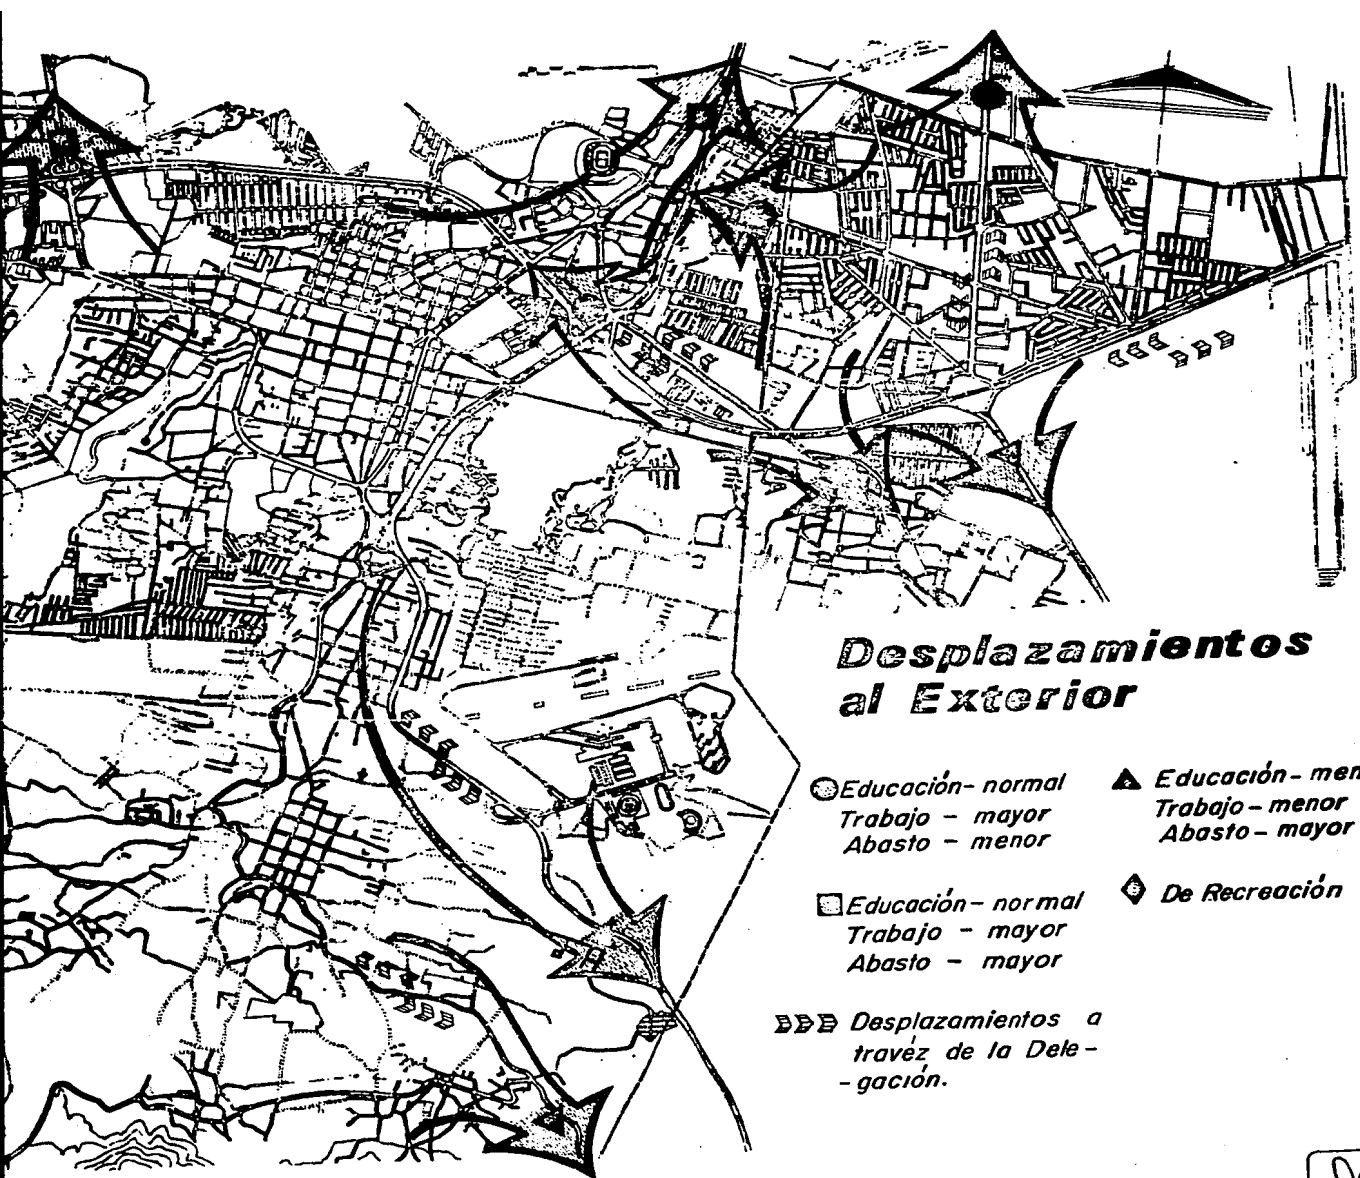 Desplazamientos
al Exterior
Educación - normal
Trabajo - mayor
Abasto - menor
Educación - men
Trabajo - menor
Abasto - mayor
Educación - normal
Trabajo - mayor
Abasto - mayor
De Recreación
Desplazamientos a
travéz de la Dele -
- gación.